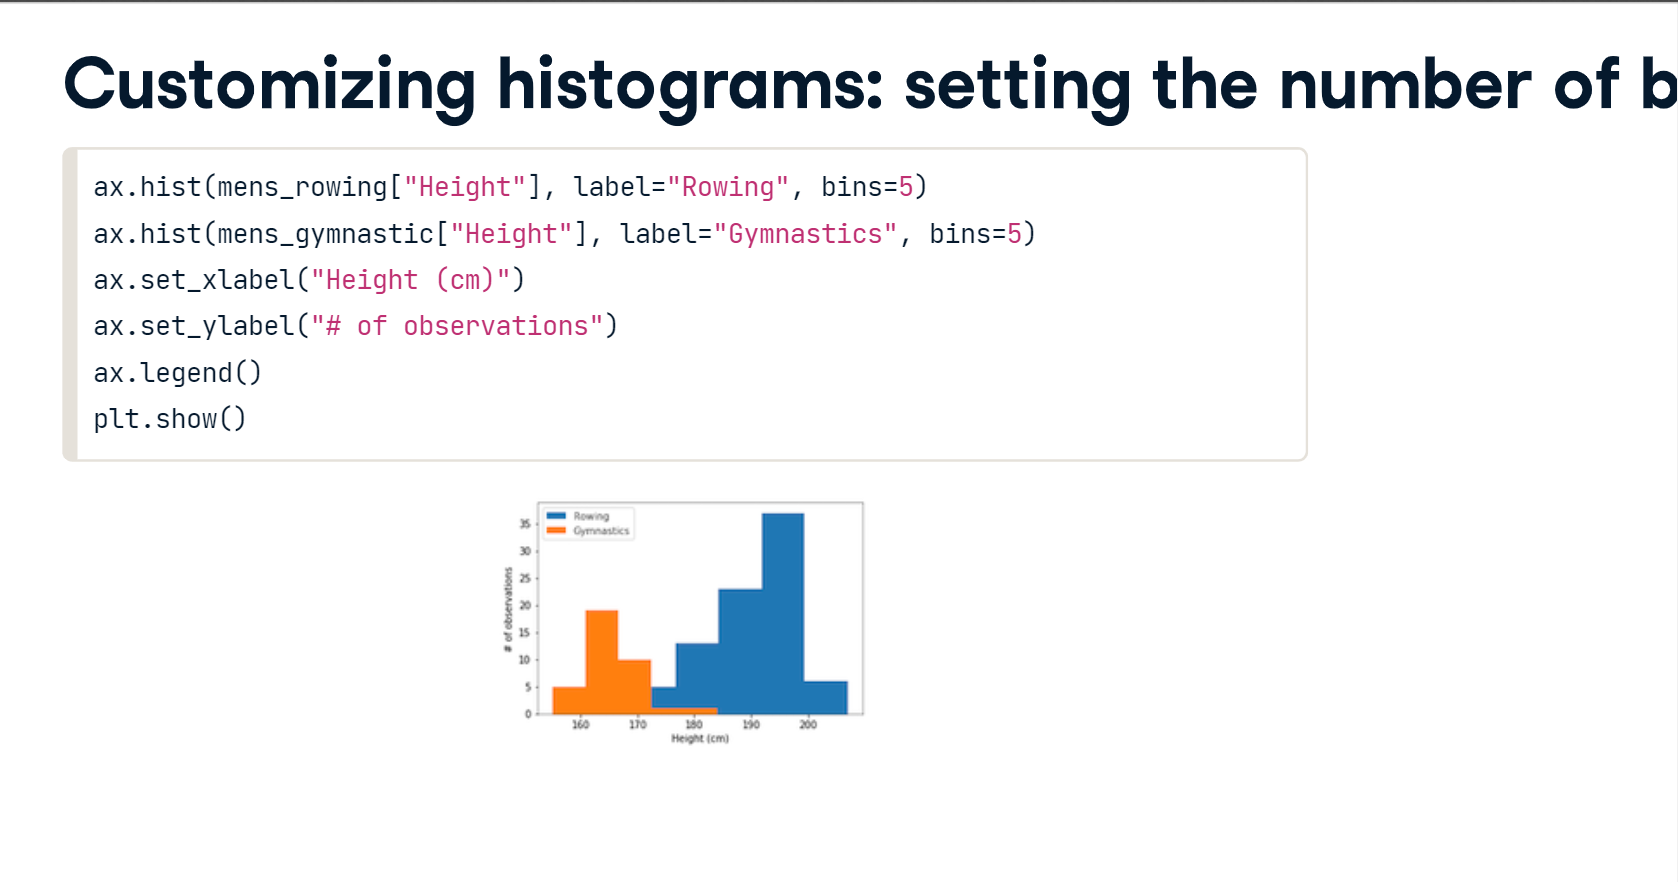 Customizing histograms: setting the number of b
ax.hist(mens_rowing["Height"], label="Rowing", bins=5)
ax.hist(mens_gymnastic["Height"], label="Gymnastics", bins=5)
ax.set_xlabel("Height (cm)")
ax.set_ylabel("# of observations")
ax.legend()
plt.show()
Rowing
Gymnastics
35
30
25
20
15
10
5
0
# of observations
160 170 180 190 200
Height (cm)